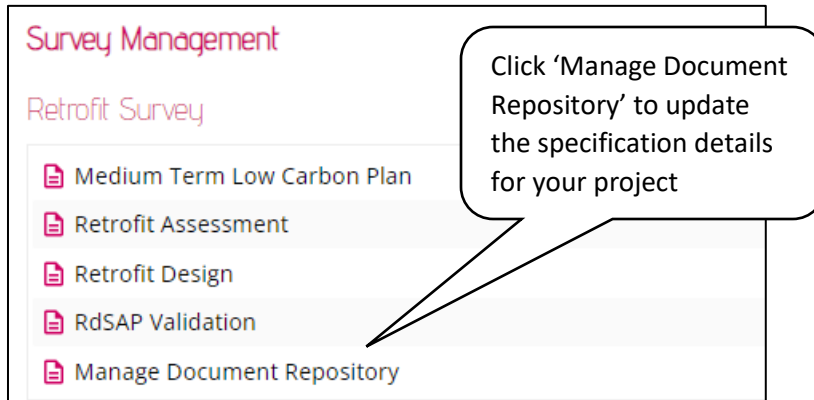 Survey Management
Retrofit Survey
Medium Term Low Carbon Plan
Retrofit Assessment
Retrofit Design
RdSAP Validation
Manage Document Repository
Click ‘Manage Document
Repository’ to update
the specification details
for your project